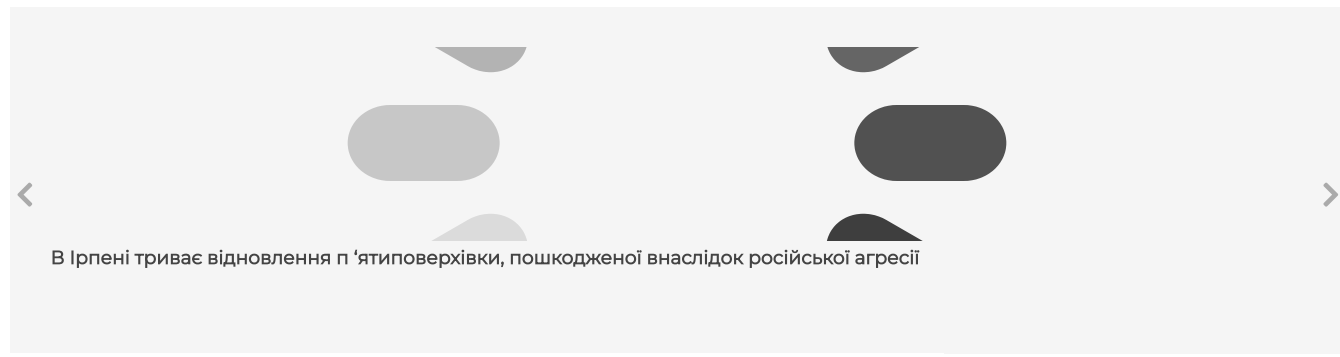 В Ірпені триває відновлення п ‘ятиповерхівки, пошкодженої внаслідок російської агресії